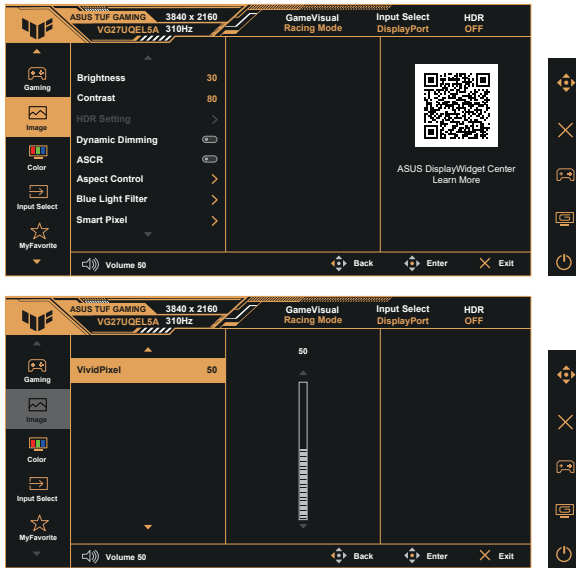 ASUS TUF GAMING 3840 x 2160 GameVisual Input Select HDR
VG27UQEL5A 310Hz Racing Mode DisplayPort OFF
Gaming
Image
Color
Input Select
MyFavorite
Brightness 30
Contrast 80
HDR Setting
Dynamic Dimming
ASCR
Aspect Control
Blue Light Filter
Smart Pixel
ASUS DisplayWidget Center
Learn More
Volume 50 Back Enter Exit
ASUS TUF GAMING 3840 x 2160 GameVisual Input Select HDR
VG27UQEL5A 310Hz Racing Mode DisplayPort OFF
Gaming
Image
Color
Input Select
MyFavorite
VividPixel 50
50
Volume 50 Back Enter Exit